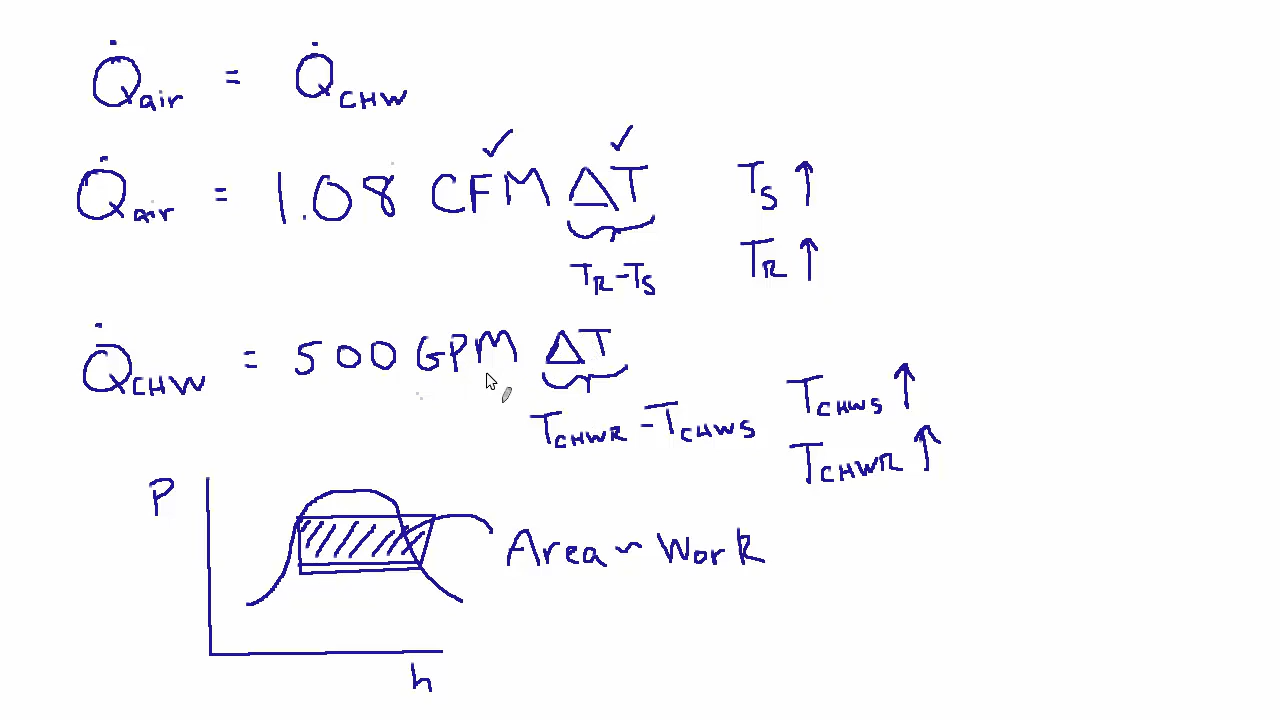 Q̇air = Q̇CHW
Q̇air = 1.08 CFM ΔT
TS ↑
TR - TS
TR ↑
Q̇CHW = 500 GPM ΔT
TCHWR - TCHWS
TCHWS ↑
TCHWR ↑
P
Area ~ Work
h